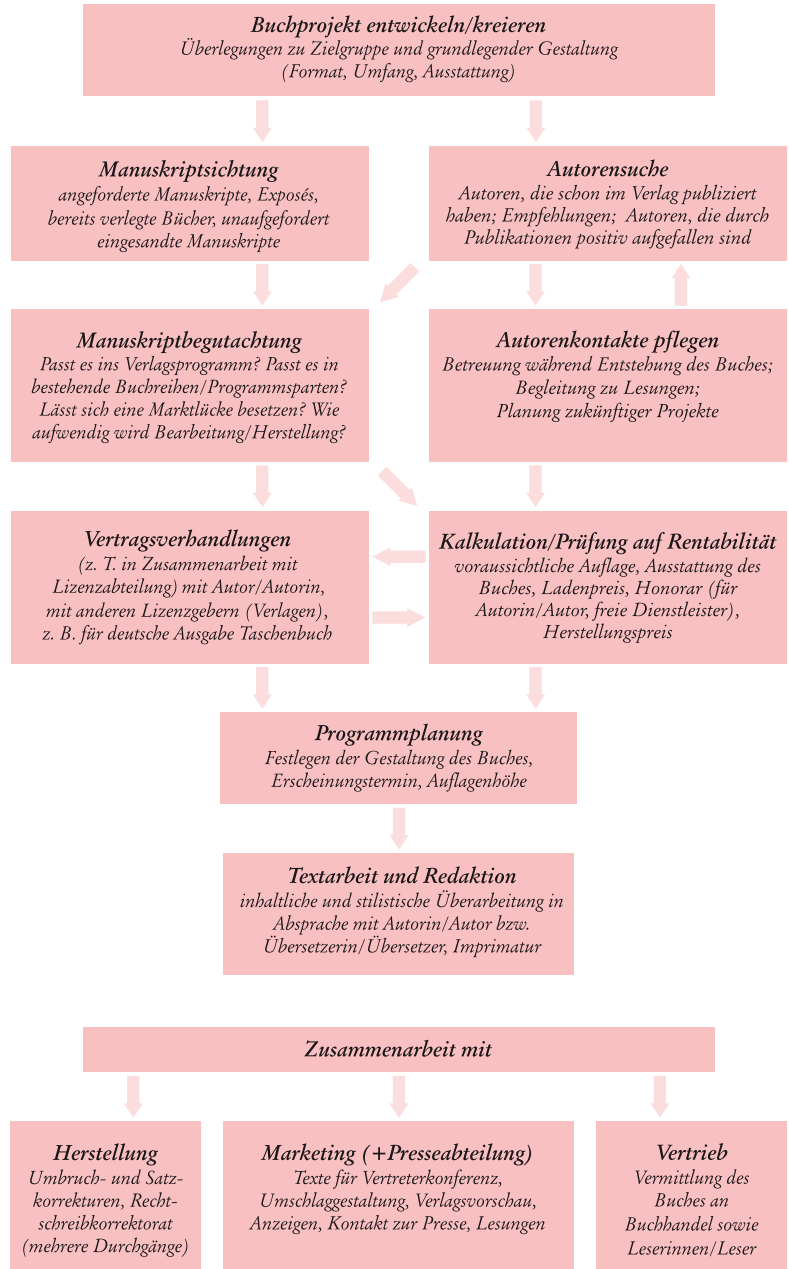 Buchprojekt entwickeln/kreieren
Überlegungen zu Zielgruppe und grundlegender Gestaltung
(Format, Umfang, Ausstattung)
Manuskriptsichtung
angeforderte Manuskripte, Exposés,
bereits verlegte Bücher, unaufgefordert
eingesandte Manuskripte
Autorensuche
Autoren, die schon im Verlag publiziert
haben; Empfehlungen; Autoren, die durch
Publikationen positiv aufgefallen sind
Manuskriptbegutachtung
Passt es ins Verlagsprogramm? Passt es in
bestehende Buchreihen/Programmsparten?
Lässt sich eine Marktlücke besetzen? Wie
aufwendig wird Bearbeitung/Herstellung?
Autorenkontakte pflegen
Betreuung während Entstehung des Buches;
Begleitung zu Lesungen;
Planung zukünftiger Projekte
Vertragsverhandlungen
(z. T. in Zusammenarbeit mit
Lizenzabteilung) mit Autor/Autorin,
mit anderen Lizenzgebern (Verlagen),
z. B. für deutsche Ausgabe Taschenbuch
Kalkulation/Prüfung auf Rentabilität
voraussichtliche Auflage, Ausstattung des
Buches, Ladenpreis, Honorar (für
Autorin/Autor, freie Dienstleister),
Herstellungspreis
Programmplanung
Festlegen der Gestaltung des Buches,
Erscheinungstermin, Auflagenhöhe
Textarbeit und Redaktion
inhaltliche und stilistische Überarbeitung in
Absprache mit Autorin/Autor bzw.
Übersetzerin/Übersetzer, Imprimatur
Zusammenarbeit mit
Herstellung
Umbruch- und Satz-
korrekturen, Recht-
schreibkorrektorat
(mehrere Durchgänge)
Marketing (+Presseabteilung)
Texte für Vertreterkonferenz,
Umschlaggestaltung, Verlagsvorschau,
Anzeigen, Kontakt zur Presse, Lesungen
Vertrieb
Vermittlung des
Buches an
Buchhandel sowie
Leserinnen/Leser